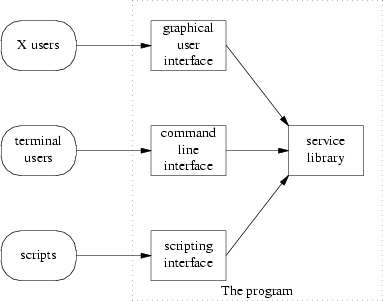 graphical
user
interface
X users
command
line
interface
terminal
users
service
library
scripting
interface
scripts
The program